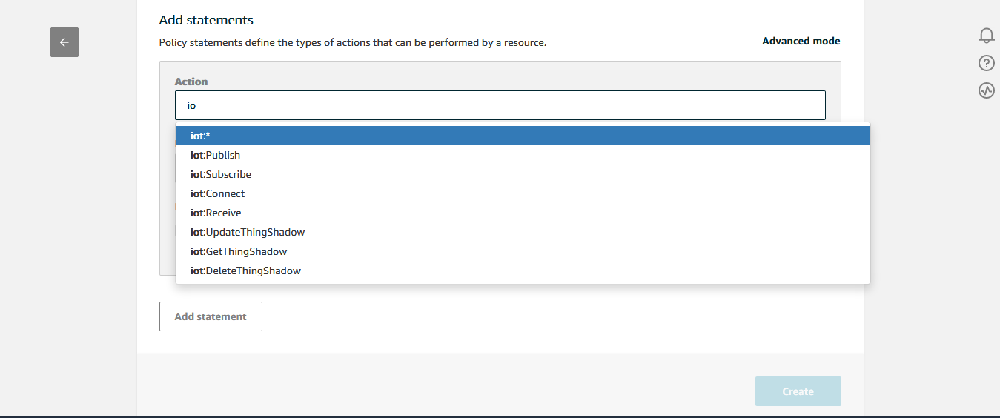 Add statements
Policy statements define the types of actions that can be performed by a resource.
Advanced mode
Action
io
iot:*
iot:Publish
iot:Subscribe
iot:Connect
iot:Receive
iot:UpdateThingShadow
iot:GetThingShadow
iot:DeleteThingShadow
Add statement
Create